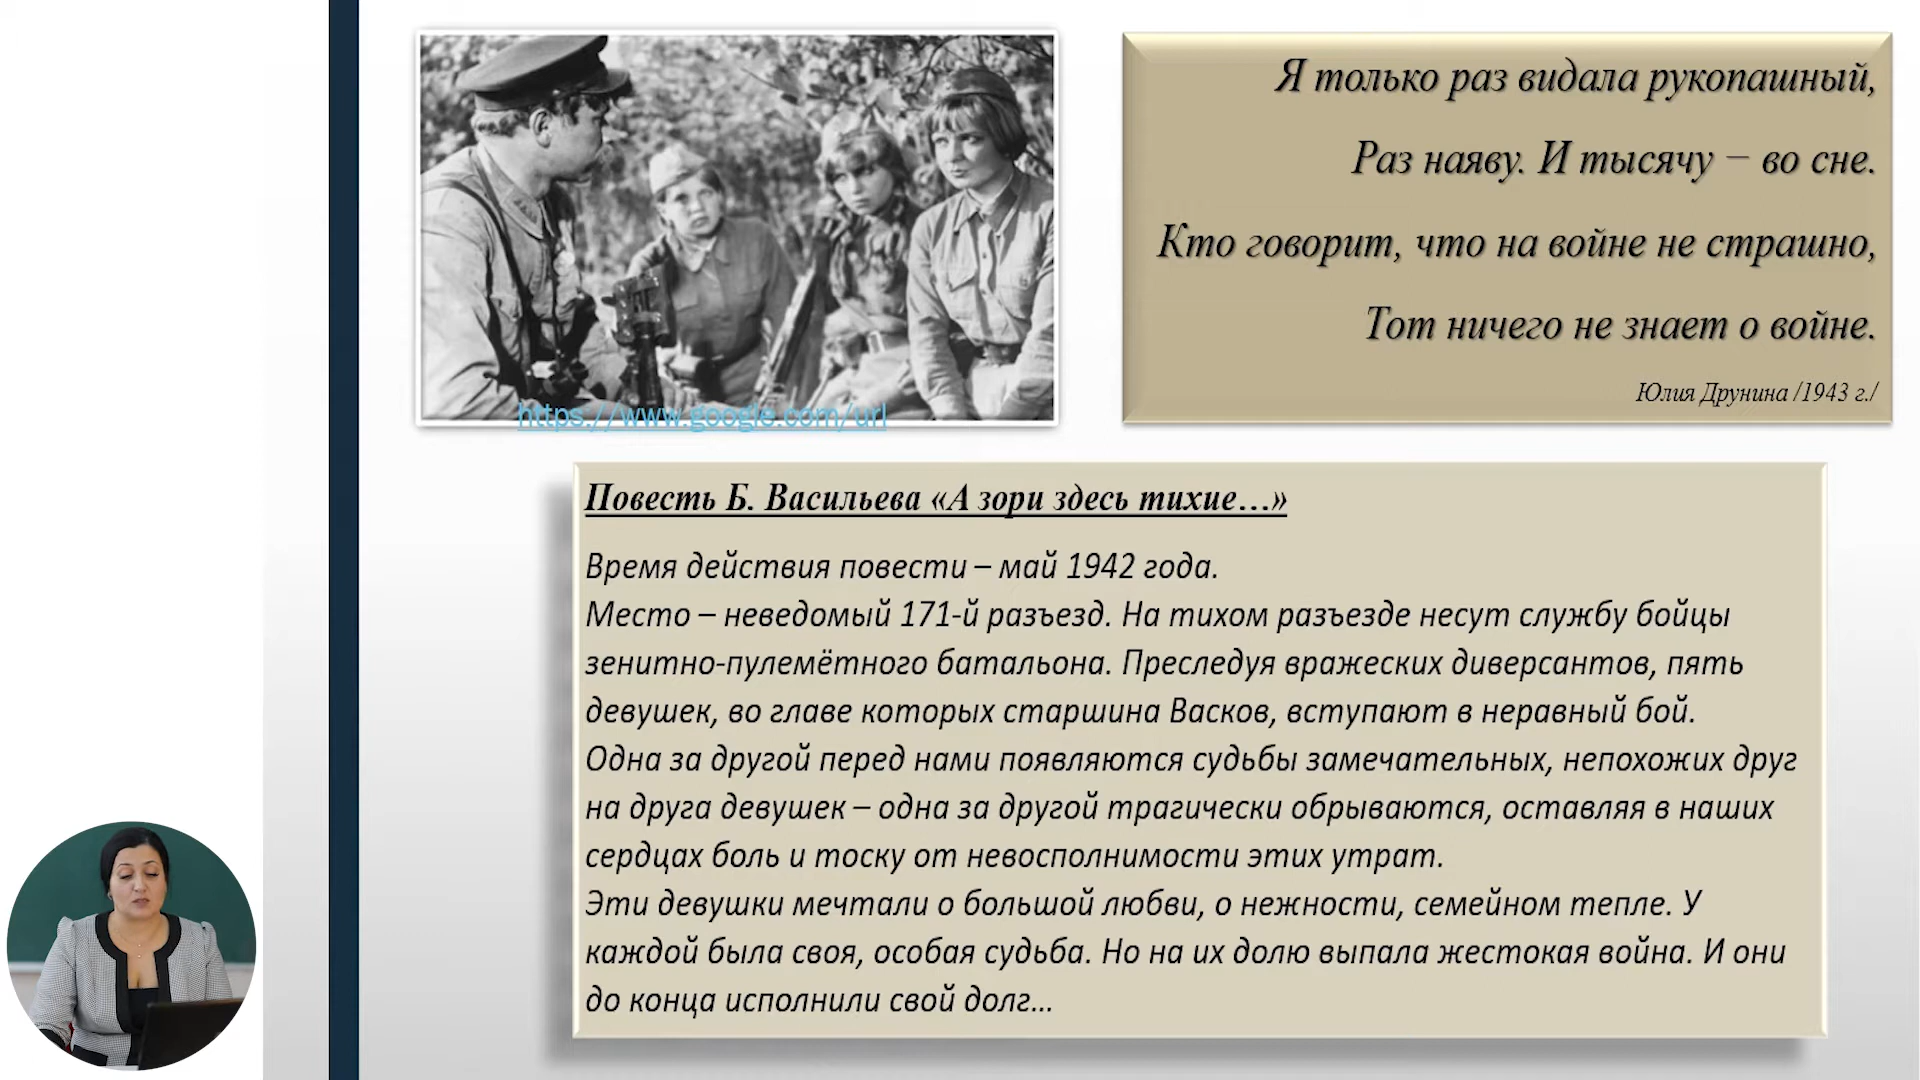 Я только раз видала рукопашный,
Раз наяву. И тысячу – во сне.
Кто говорит, что на войне не страшно,
Тот ничего не знает о войне.
Юлия Друнина /1943 г./
https://www.google.com/url
Повесть Б. Васильева «А зори здесь тихие…»
Время действия повести – май 1942 года.
Место – неведомый 171-й разъезд. На тихом разъезде несут службу бойцы
зенитно-пулемётного батальона. Преследуя вражеских диверсантов, пять
девушек, во главе которых старшина Васков, вступают в неравный бой.
Одна за другой перед нами появляются судьбы замечательных, непохожих друг
на друга девушек – одна за другой трагически обрываются, оставляя в наших
сердцах боль и тоску от невосполнимости этих утрат.
Эти девушки мечтали о большой любви, о нежности, семейном тепле. У
каждой была своя, особая судьба. Но на их долю выпала жестокая война. И они
до конца исполнили свой долг…